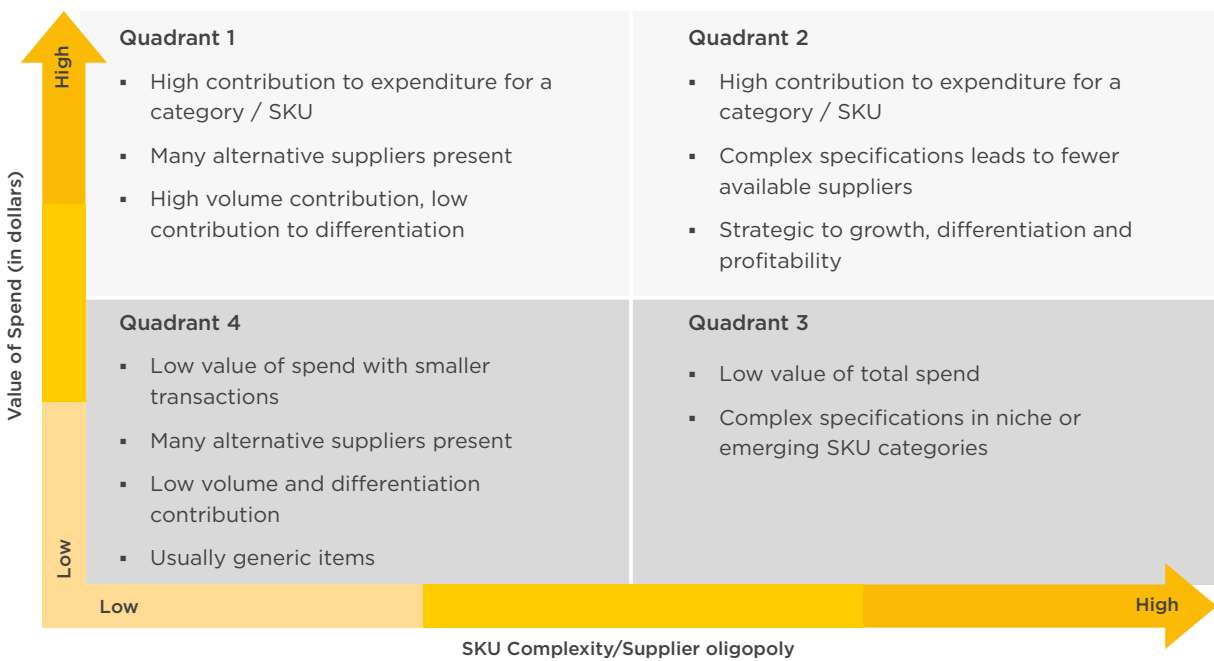 High
Value of Spend (in dollars)
Low
Quadrant 1
▪ High contribution to expenditure for a
category / SKU
▪ Many alternative suppliers present
▪ High volume contribution, low
contribution to differentiation
Quadrant 2
▪ High contribution to expenditure for a
category / SKU
▪ Complex specifications leads to fewer
available suppliers
▪ Strategic to growth, differentiation and
profitability
Quadrant 4
▪ Low value of spend with smaller
transactions
▪ Many alternative suppliers present
▪ Low volume and differentiation
contribution
▪ Usually generic items
Quadrant 3
▪ Low value of total spend
▪ Complex specifications in niche or
emerging SKU categories
Low
High
SKU Complexity/Supplier oligopoly